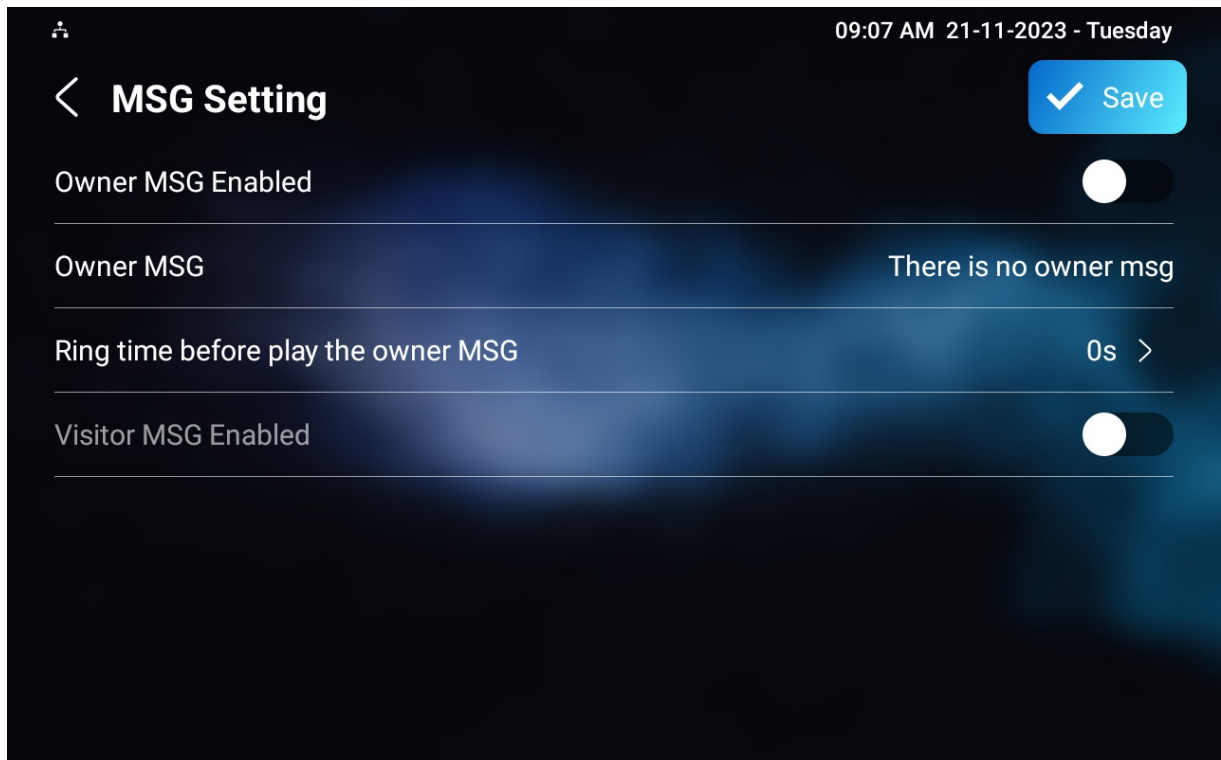 09:07 AM 21-11-2023 - Tuesday
MSG Setting
Save
Owner MSG Enabled
Owner MSG There is no owner msg
Ring time before play the owner MSG 0s
Visitor MSG Enabled